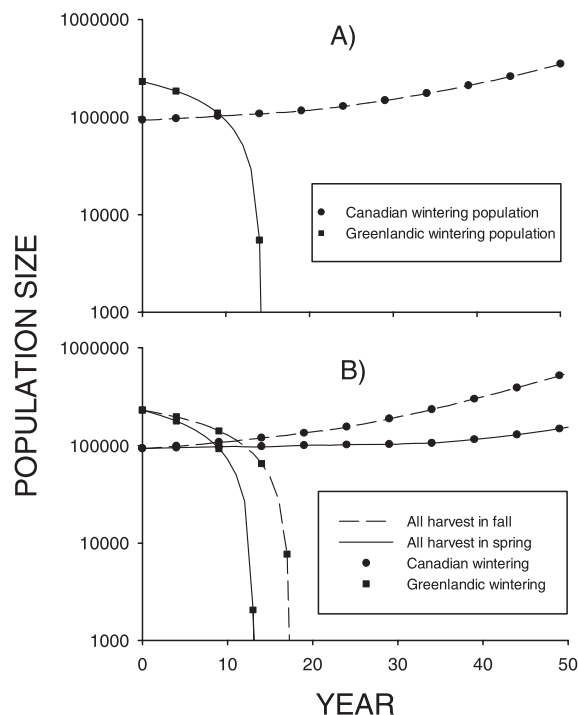 A)
1000000
100000
10000
1000
Canadian wintering population
Greenlandic wintering population
POPULATION SIZE
B)
1000000
100000
10000
1000
All harvest in fall
All harvest in spring
Canadian wintering
Greenlandic wintering
0 10 20 30 40 50
YEAR